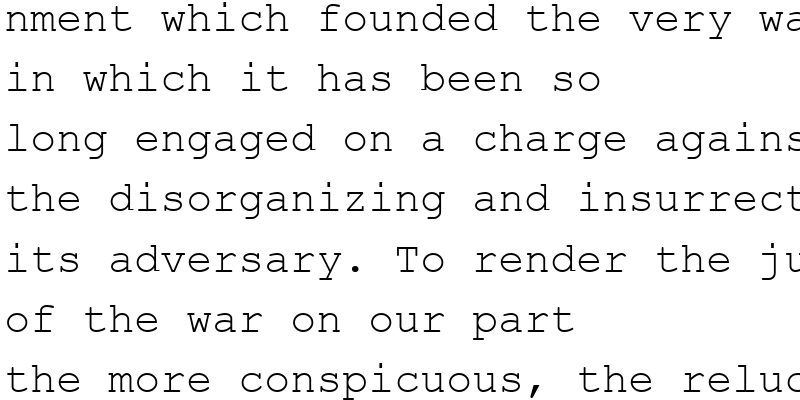 nment which founded the very wa
in which it has been so
long engaged on a charge agains
the disorganizing and insurrect
its adversary. To render the ju
of the war on our part
the more conspicuous, the reluc